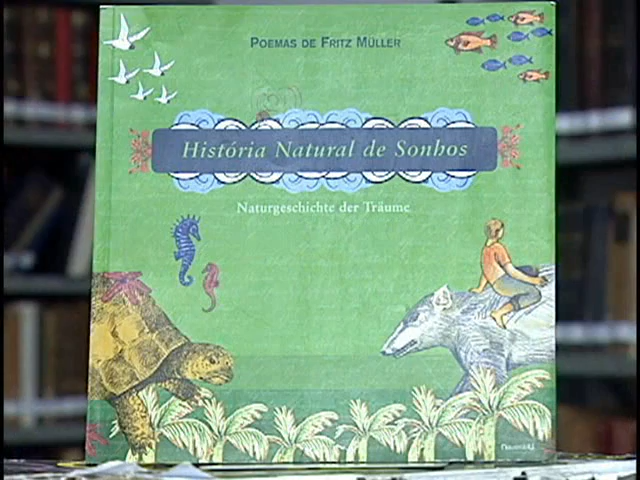 POEMAS DE FRITZ MÜLLER
História Natural de Sonhos
Naturgeschichte der Träume